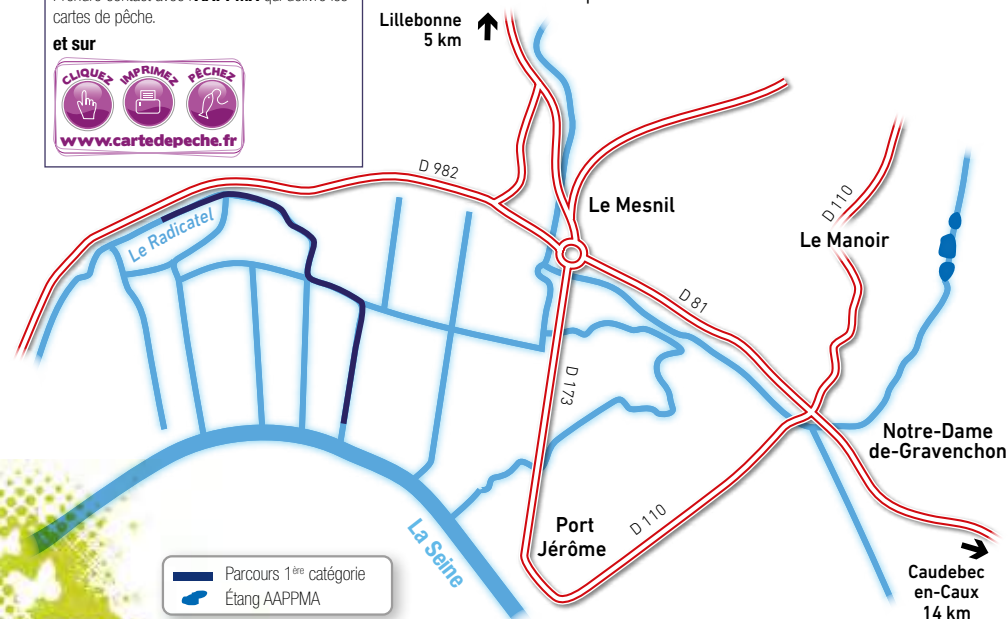 cartes de pêche.
et sur
CLIQUEZ IMPRIMEZ PÊCHEZ
www.cartedepeche.fr
Lillebonne
5 km
D 982
Le Radicatel
Le Mesnil
D 110
Le Manoir
D 81
D 173
Notre-Dame
de-Gravenchon
La Seine
Port
Jérôme
D 110
Caudebec
en-Caux
14 km
Parcours 1ère catégorie
Étang AAPPMA